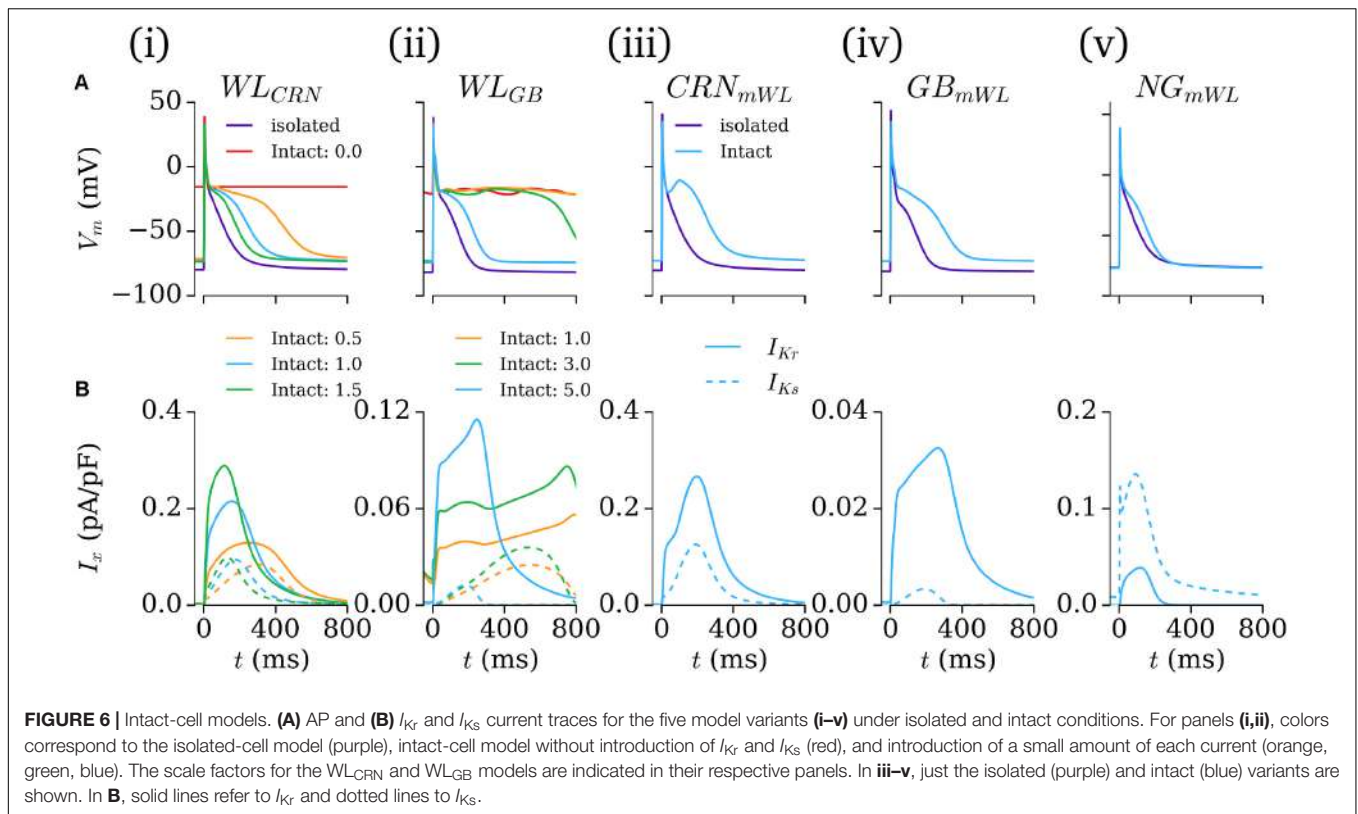 (i) (ii) (iii) (iv) (v)
A WL_CRN WL_GB CRN_mWL GB_mWL NG_mWL
50
isolated
Intact: 0.0
isolated
Intact
0
V_m (mV)
−50
−100
Intact: 0.5
Intact: 1.0
Intact: 1.5
Intact: 1.0
Intact: 3.0
Intact: 5.0
I_Kr
I_Ks
B
0.4 0.12 0.4 0.04 0.2
I_x (pA/pF)
0.2 0.06 0.2 0.02 0.1
0.0 0.00 0.0 0.00 0.0
0 400 800 0 400 800 0 400 800 0 400 800 0 400 800
t (ms) t (ms) t (ms) t (ms) t (ms)
FIGURE 6 | Intact-cell models. (A) AP and (B) I_Kr and I_Ks current traces for the five model variants (i–v) under isolated and intact conditions. For panels (i,ii), colors
correspond to the isolated-cell model (purple), intact-cell model without introduction of I_Kr and I_Ks (red), and introduction of a small amount of each current (orange,
green, blue). The scale factors for the WL_CRN and WL_GB models are indicated in their respective panels. In iii–v, just the isolated (purple) and intact (blue) variants are
shown. In B, solid lines refer to I_Kr and dotted lines to I_Ks.